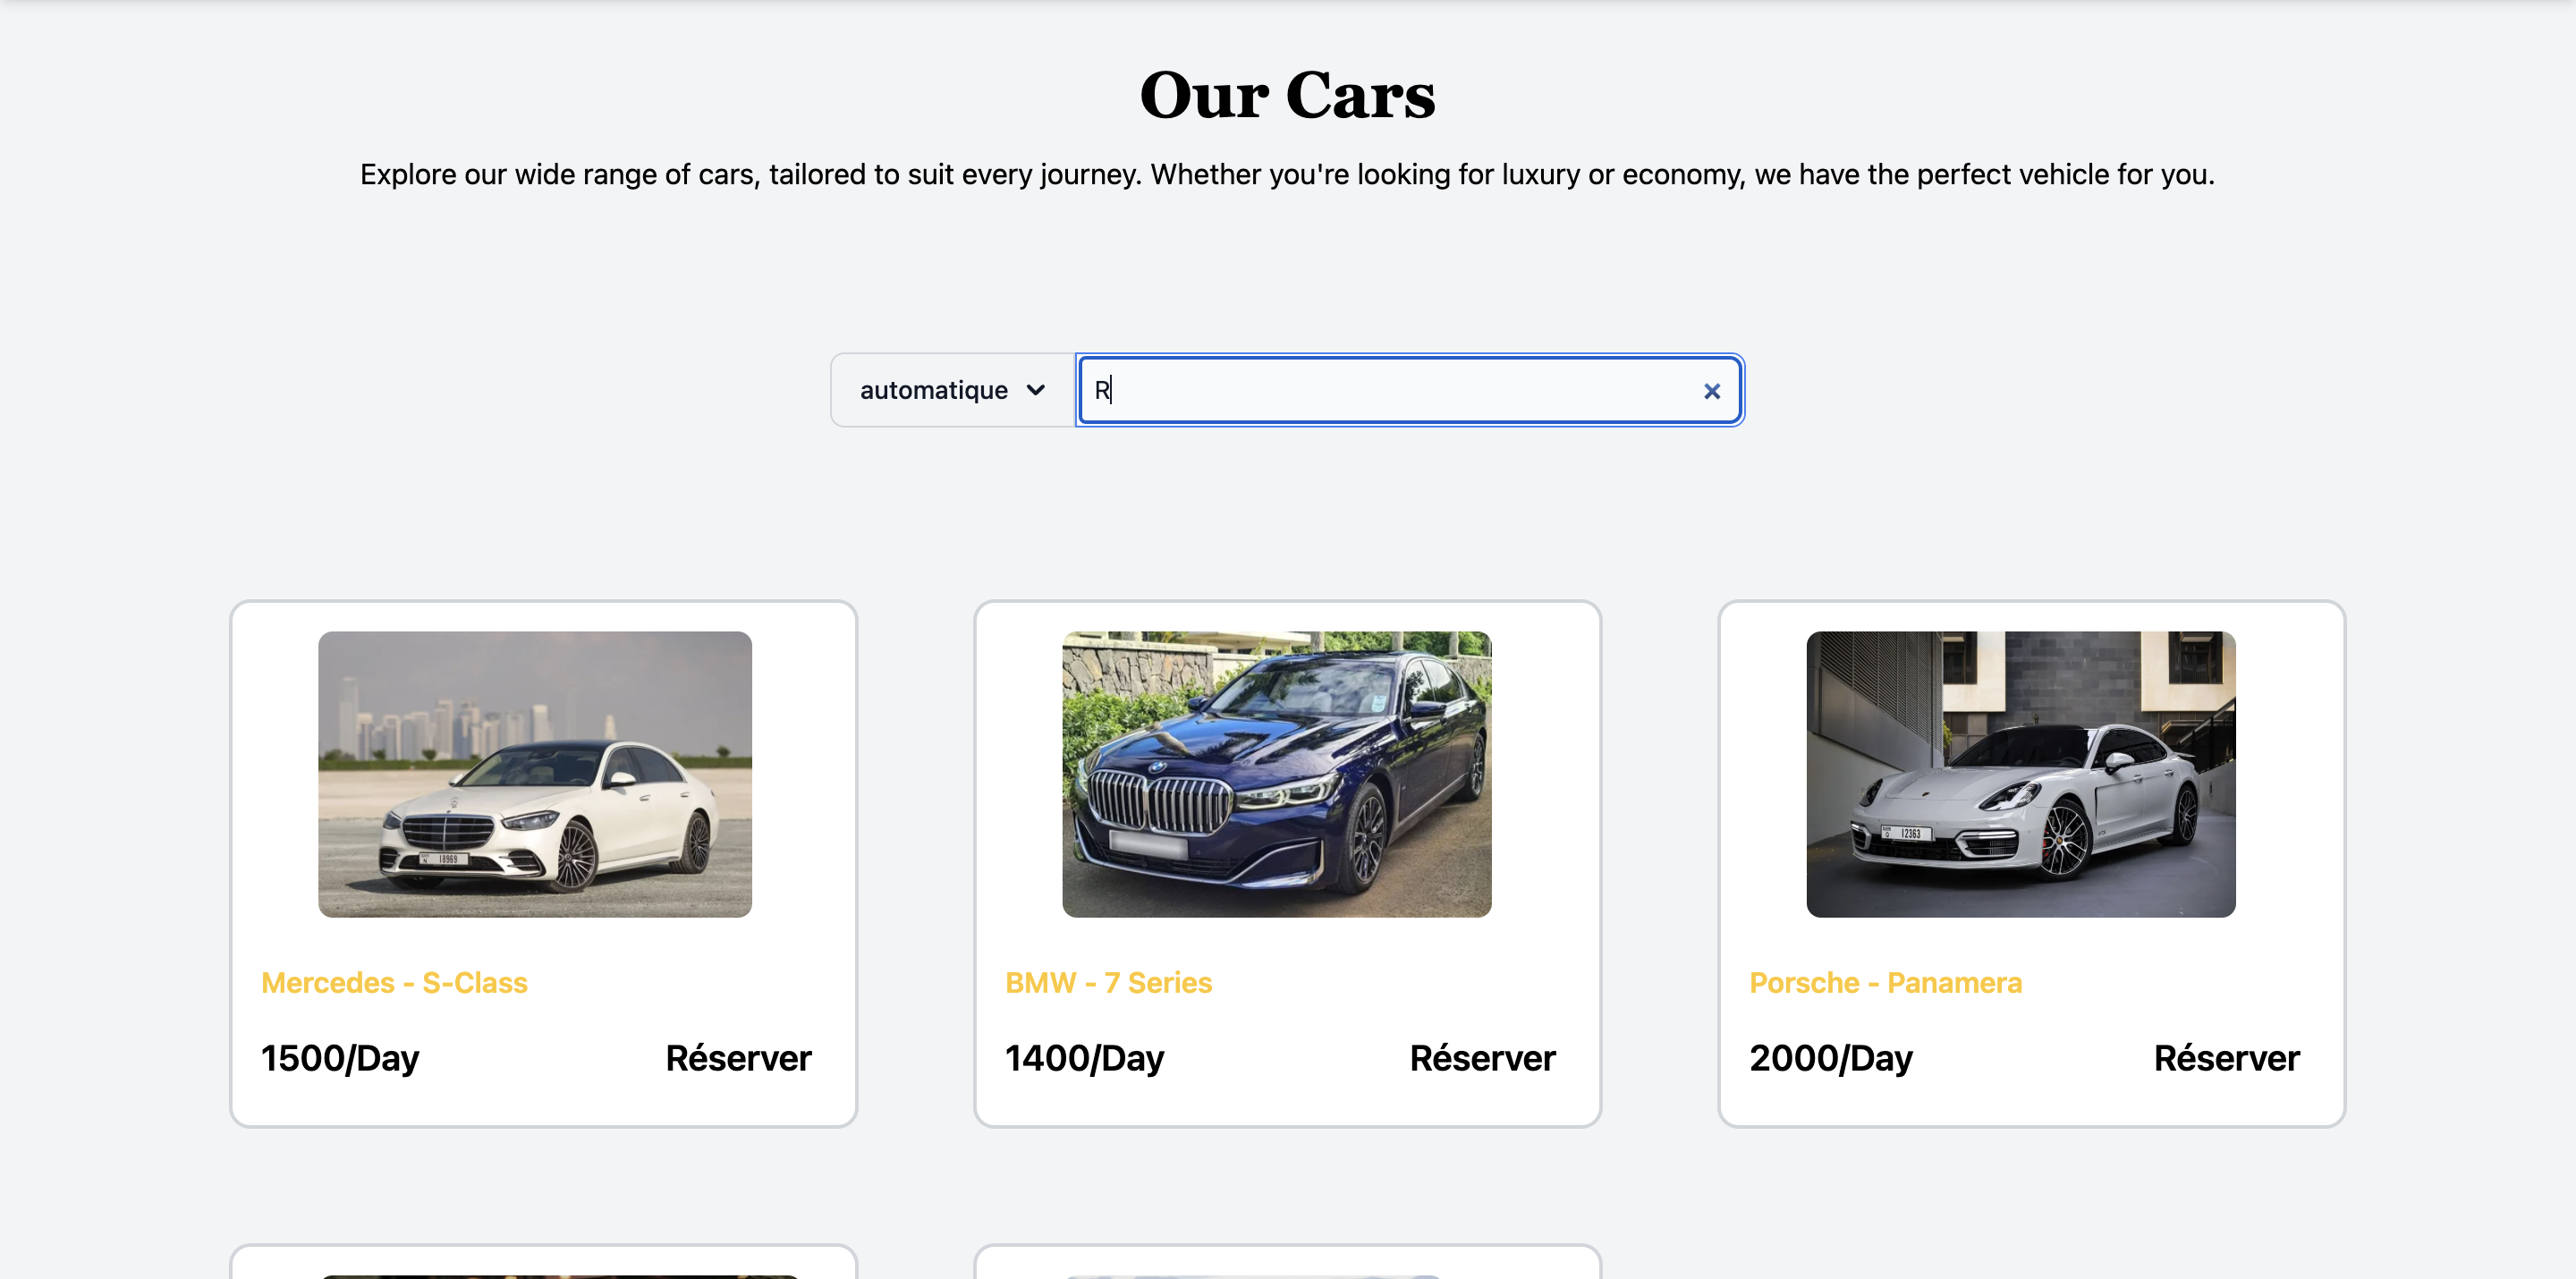 Our Cars
Explore our wide range of cars, tailored to suit every journey. Whether you're looking for luxury or economy, we have the perfect vehicle for you.
automatique
R
18969
12363
Mercedes - S-Class
BMW - 7 Series
Porsche - Panamera
1500/Day
Réserver
1400/Day
Réserver
2000/Day
Réserver